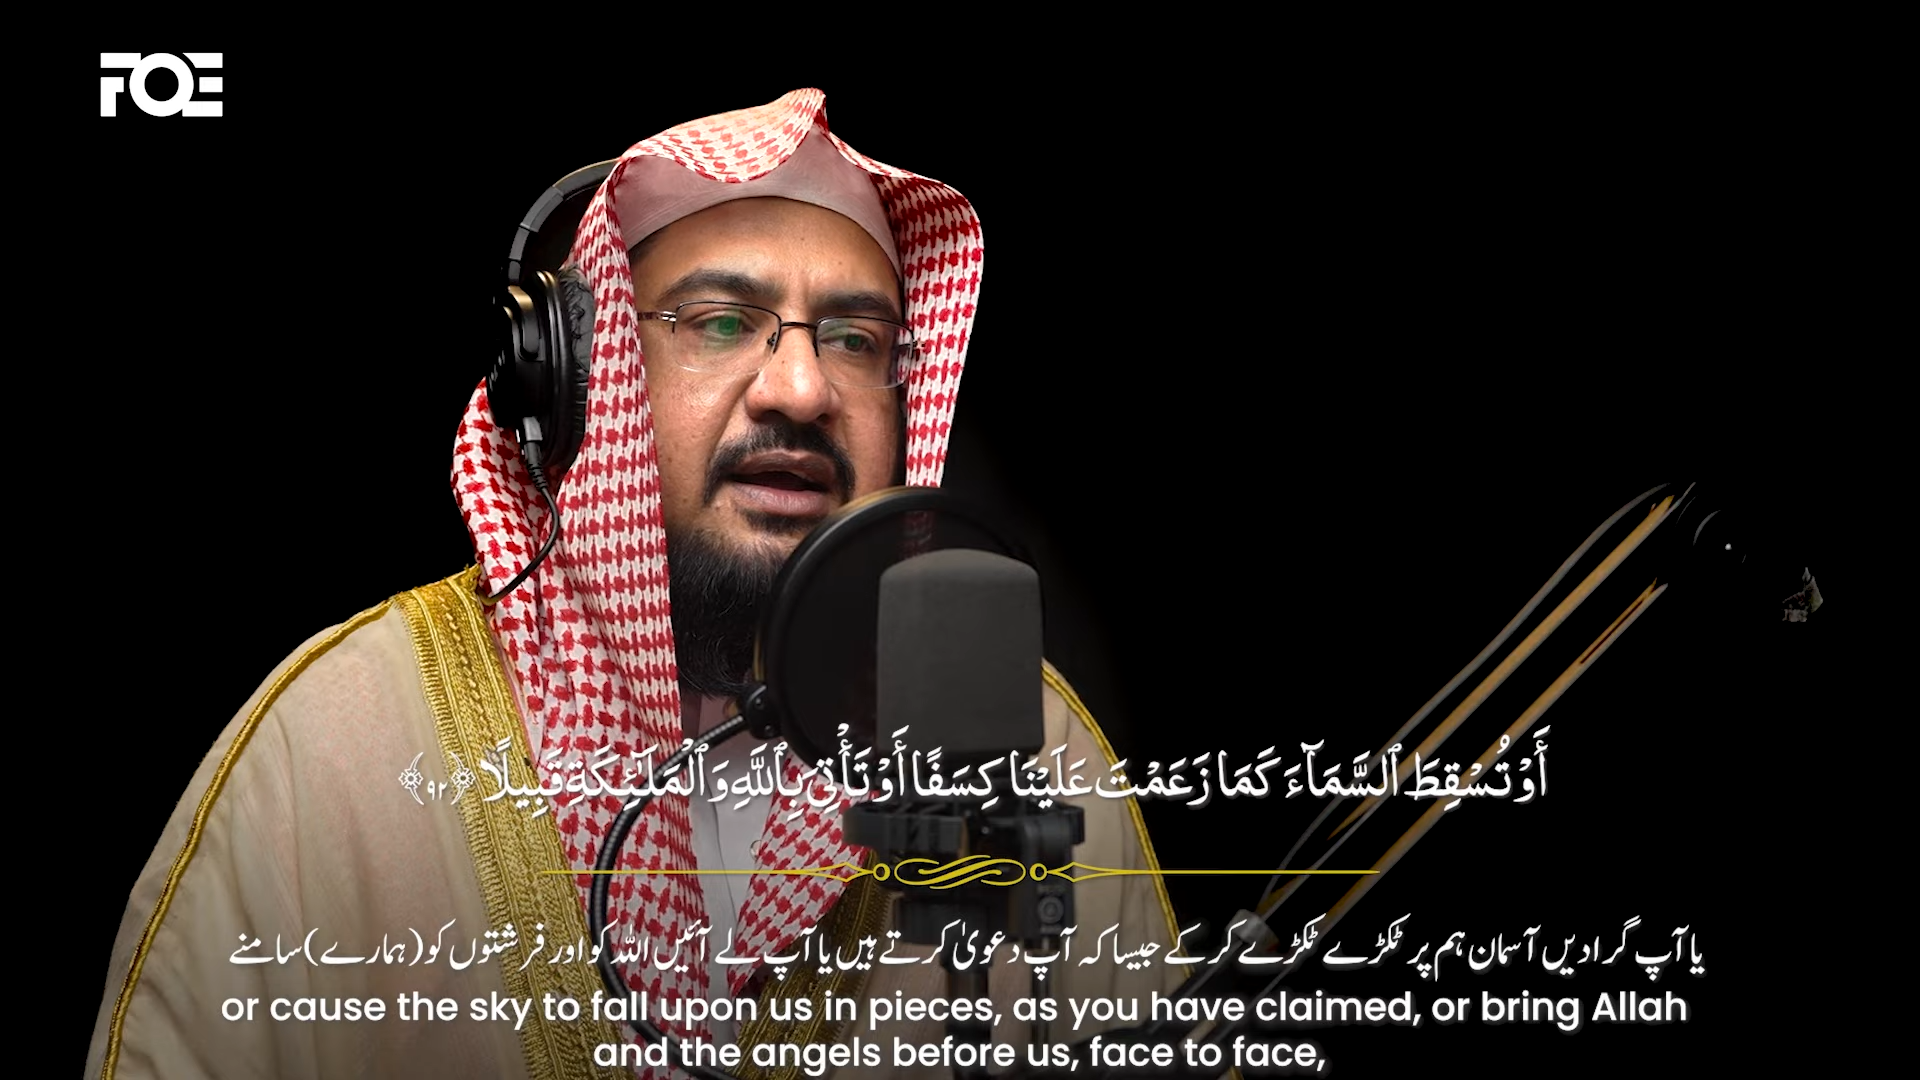 FOE
أَوْ تُسْقِطَ ٱلسَّمَآءَ كَمَا زَعَمْتَ عَلَيْنَا كِسَفًا أَوْ تَأْتِىَ بِٱللَّهِ وَٱلْمَلَـٰٓئِكَةِ قَبِيلًا ﴿٩٢﴾
یا آپ گرادیں آسمان ہم پر ٹکڑے ٹکڑے کر کے جیسا کہ آپ دعویٰ کرتے ہیں یا آپ لے آئیں اللہ کو اور فرشتوں کو (ہمارے) سامنے
or cause the sky to fall upon us in pieces, as you have claimed, or bring Allah
and the angels before us, face to face,